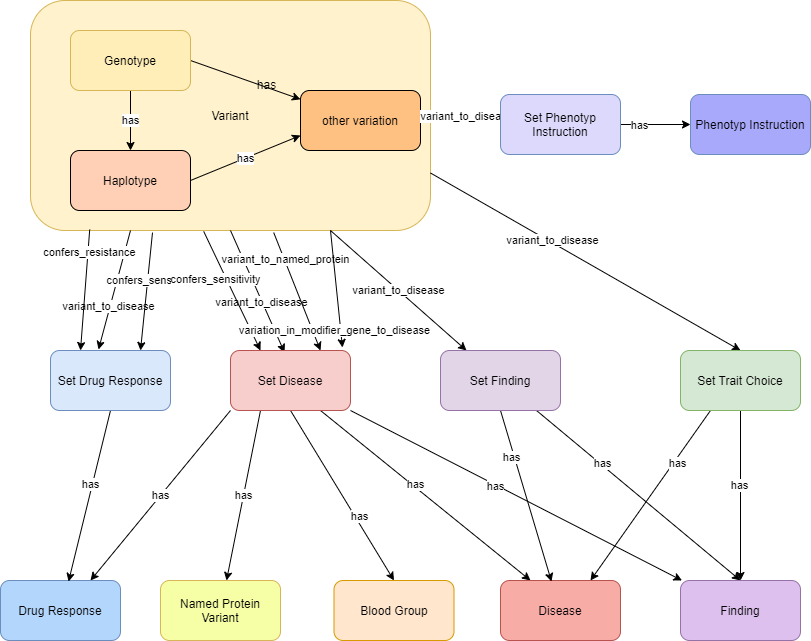 Genotype
has
has
Variant
other variation
variant_to_disea
Set Phenotyp
Instruction
has
Phenotyp Instruction
has
Haplotype
variant_to_disease
confers_resistance
variant_to_named_protein
confers_sens
confers_sensitivity
variant_to_disease
variant_to_disease
variant_to_disease
variation_in_modifier_gene_to_disease
Set Drug Response
Set Disease
Set Finding
Set Trait Choice
has
has
has
has
has
has
has
has
has
has
Drug Response
Named Protein
Variant
Blood Group
Disease
Finding